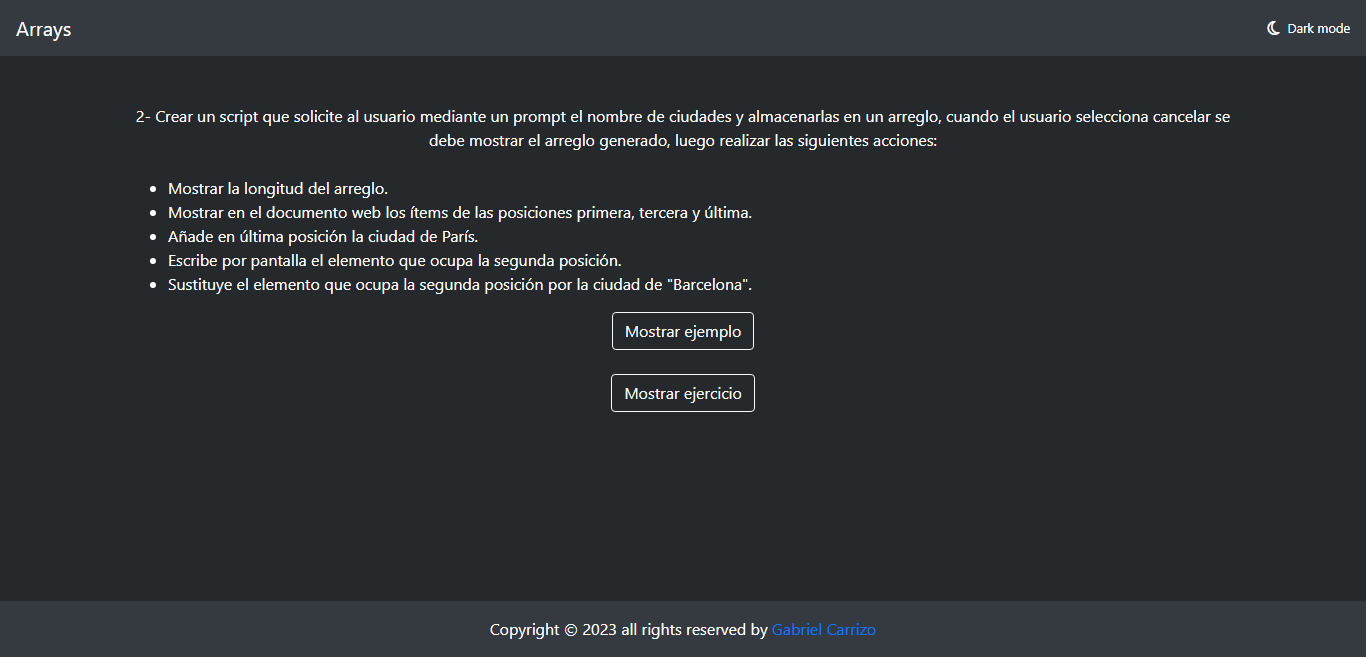 Arrays
Dark mode
2- Crear un script que solicite al usuario mediante un prompt el nombre de ciudades y almacenarlas en un arreglo, cuando el usuario selecciona cancelar se
debe mostrar el arreglo generado, luego realizar las siguientes acciones:
Mostrar la longitud del arreglo.
Mostrar en el documento web los ítems de las posiciones primera, tercera y última.
Añade en última posición la ciudad de París.
Escribe por pantalla el elemento que ocupa la segunda posición.
Sustituye el elemento que ocupa la segunda posición por la ciudad de "Barcelona".
Mostrar ejemplo
Mostrar ejercicio
Copyright © 2023 all rights reserved by Gabriel Carrizo